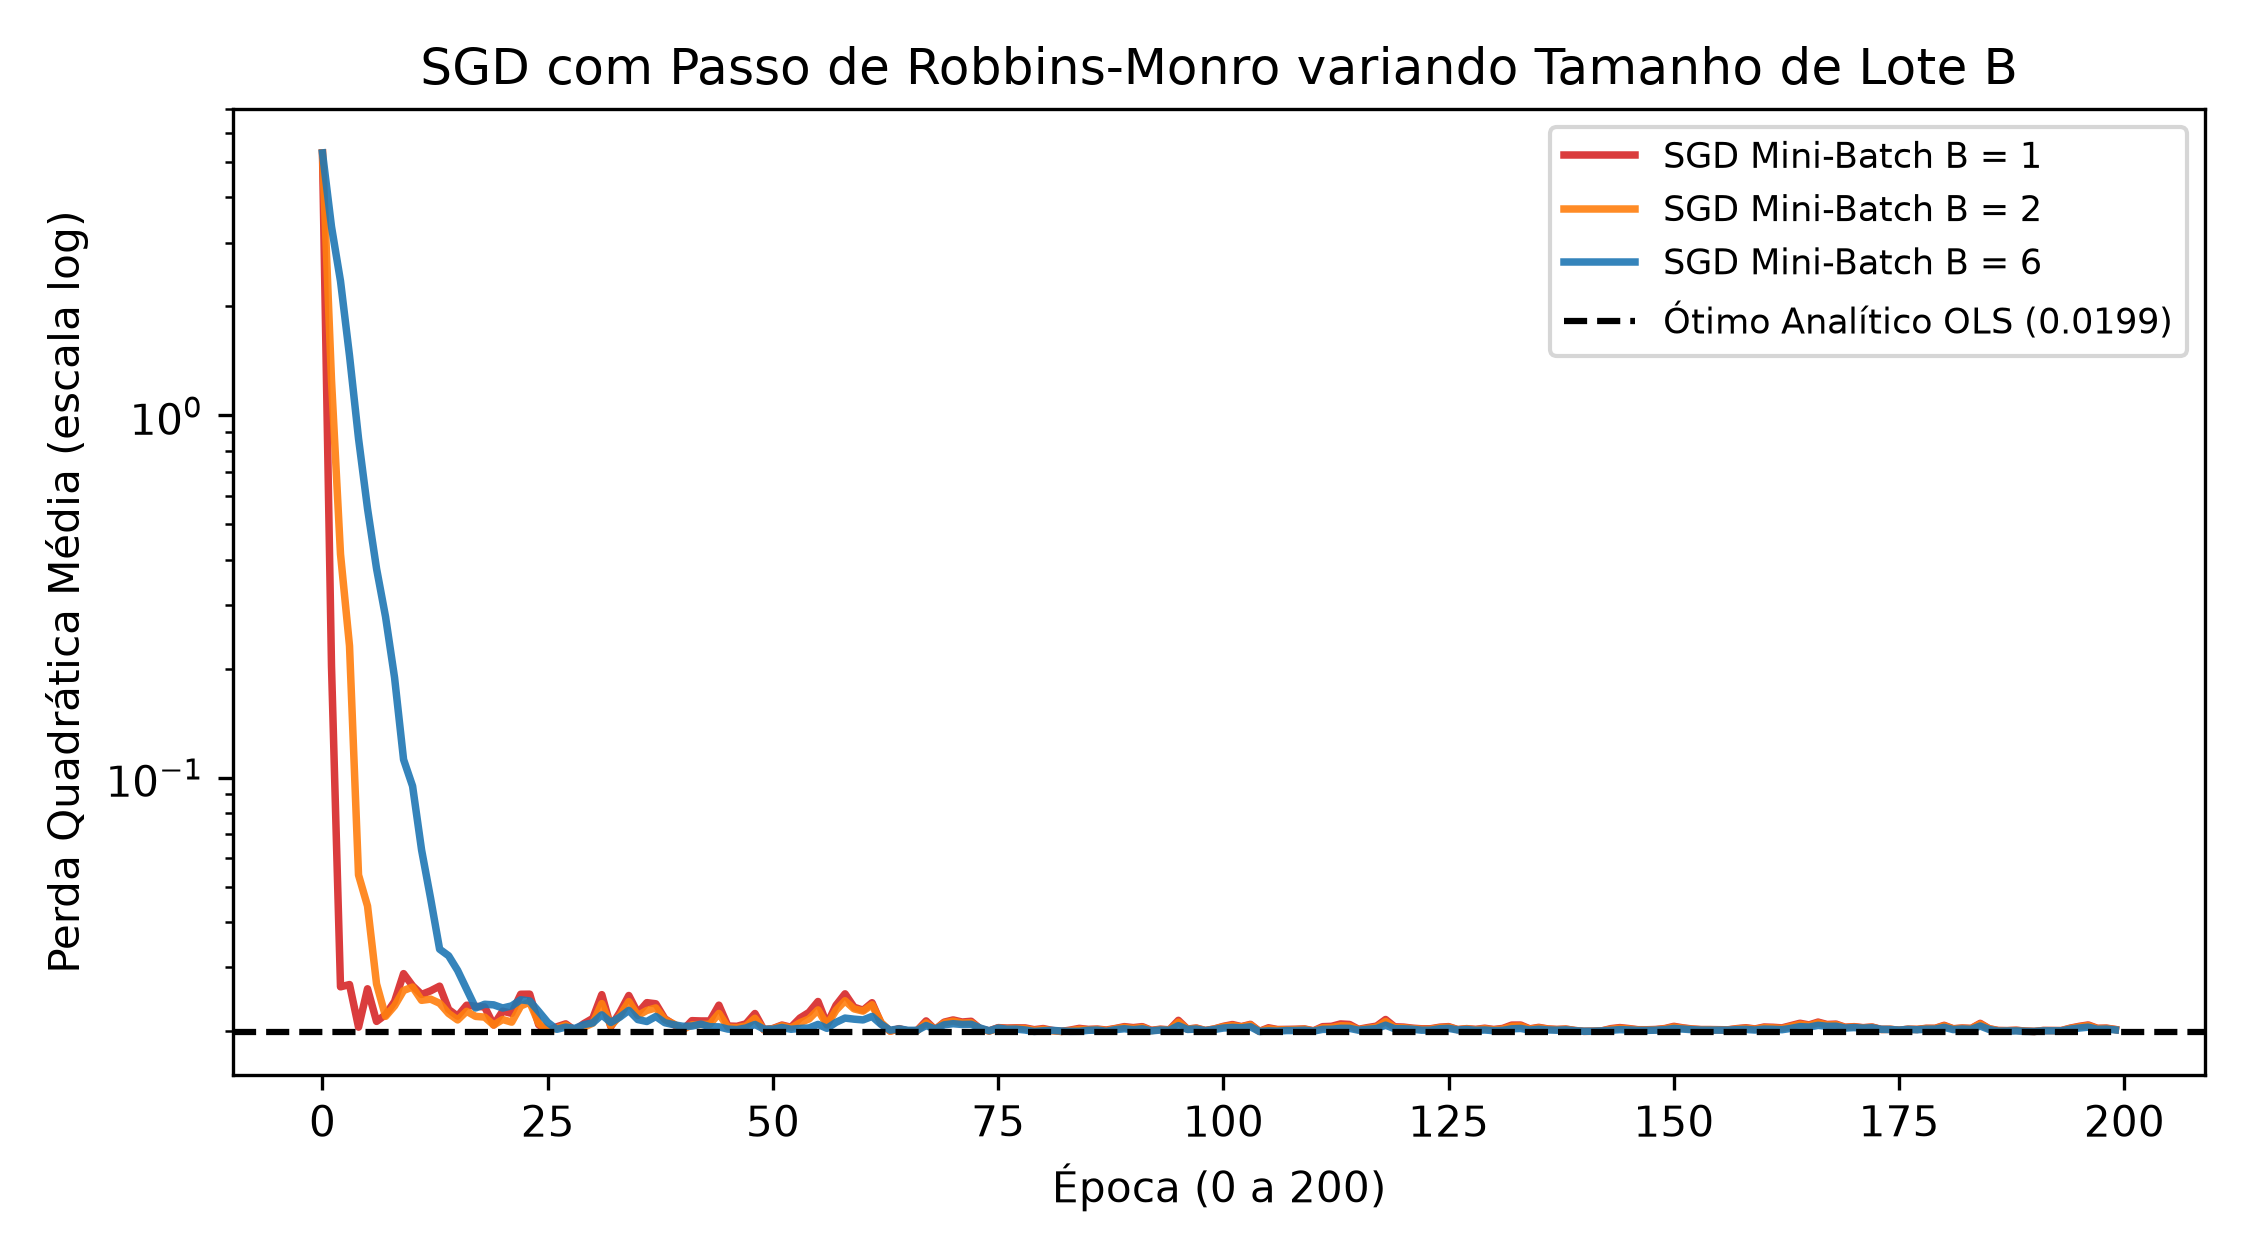 SGD com Passo de Robbins-Monro variando Tamanho de Lote B
SGD Mini-Batch B = 1
SGD Mini-Batch B = 2
SGD Mini-Batch B = 6
Ótimo Analítico OLS (0.0199)
Perda Quadrática Média (escala log)
10⁰
10⁻¹
0 25 50 75 100 125 150 175 200
Época (0 a 200)